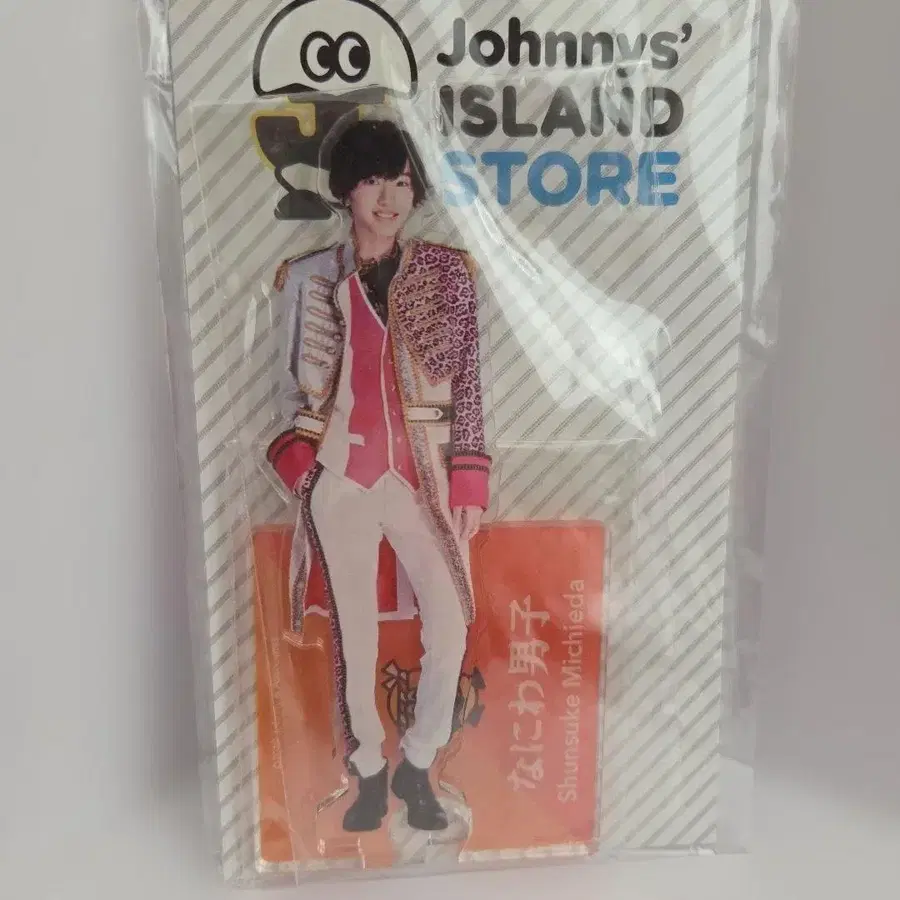 Johnnys'
ISLAND
STORE
なにわ男子
Shunsuke Michieda